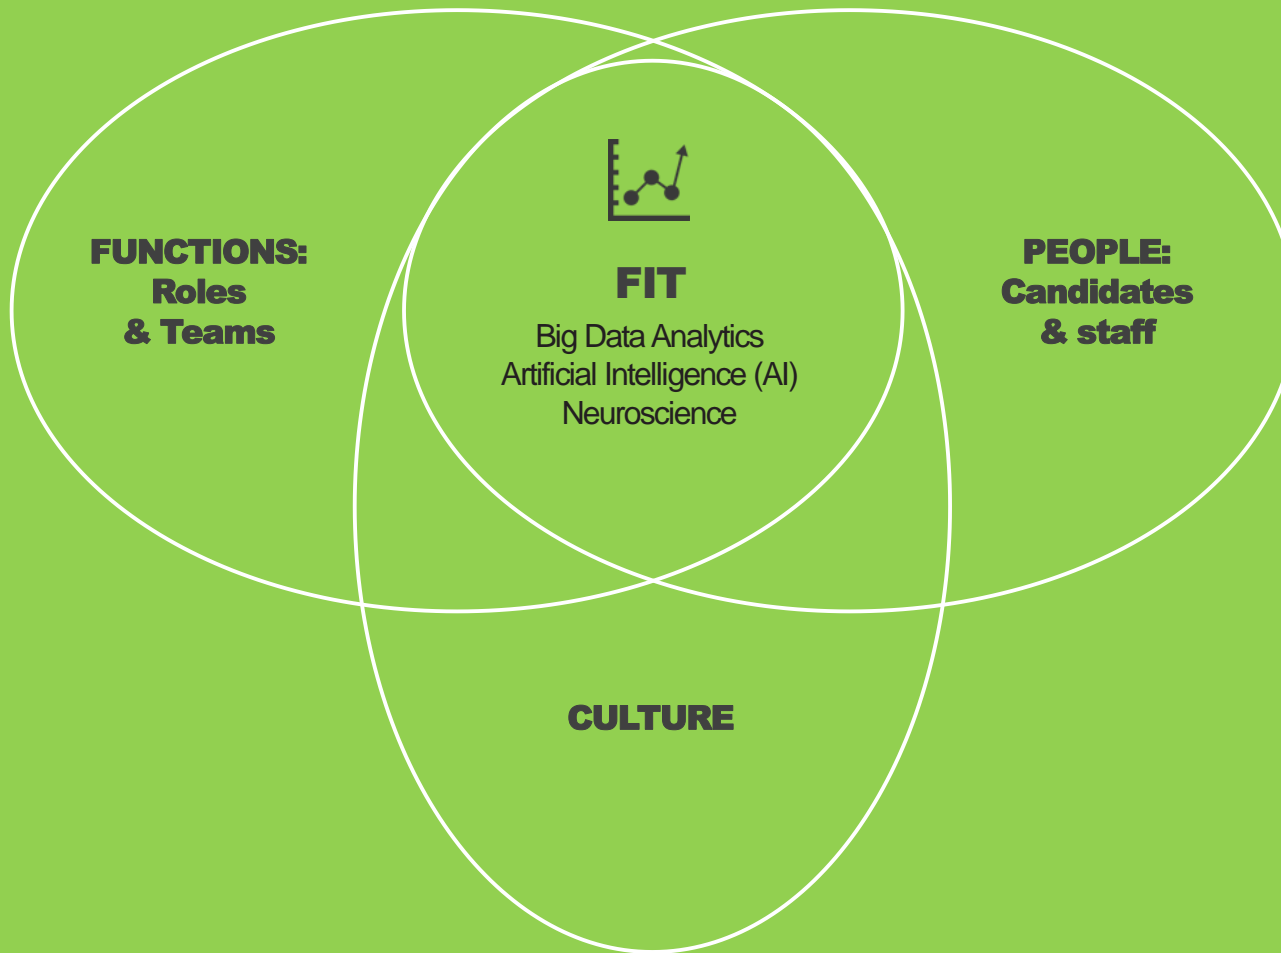 FUNCTIONS:
Roles
& Teams
FIT
Big Data Analytics
Artificial Intelligence (AI)
Neuroscience
PEOPLE:
Candidates
& staff
CULTURE